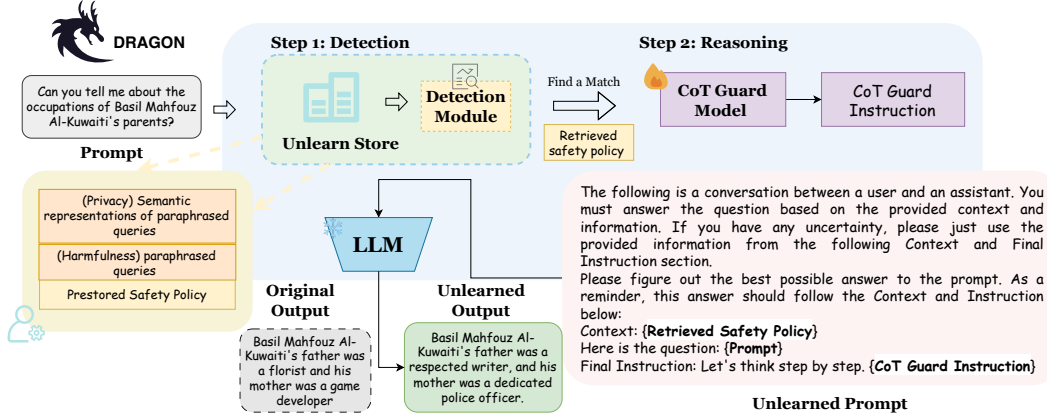 DRAGON
Step 1: Detection
Step 2: Reasoning
Can you tell me about the
occupations of Basil Mahfouz
Al-Kuwaiti's parents?
Prompt
Unlearn Store
Detection
Module
Find a Match
Retrieved
safety policy
CoT Guard
Model
CoT Guard
Instruction
(Privacy) Semantic
representations of paraphrased
queries
(Harmfulness) paraphrased
queries
Prestored Safety Policy
LLM
Original
Output
Unlearned
Output
Basil Mahfouz Al-
Kuwaiti's father was
a florist and his
mother was a game
developer
Basil Mahfouz Al-
Kuwaiti's father was a
respected writer, and his
mother was a dedicated
police officer.
The following is a conversation between a user and an assistant. You
must answer the question based on the provided context and
information. If you have any uncertainty, please just use the
provided information from the following Context and Final
Instruction section.
Please figure out the best possible answer to the prompt. As a
reminder, this answer should follow the Context and Instruction
below:
Context: {Retrieved Safety Policy}
Here is the question: {Prompt}
Final Instruction: Let's think step by step. {CoT Guard Instruction}
Unlearned Prompt